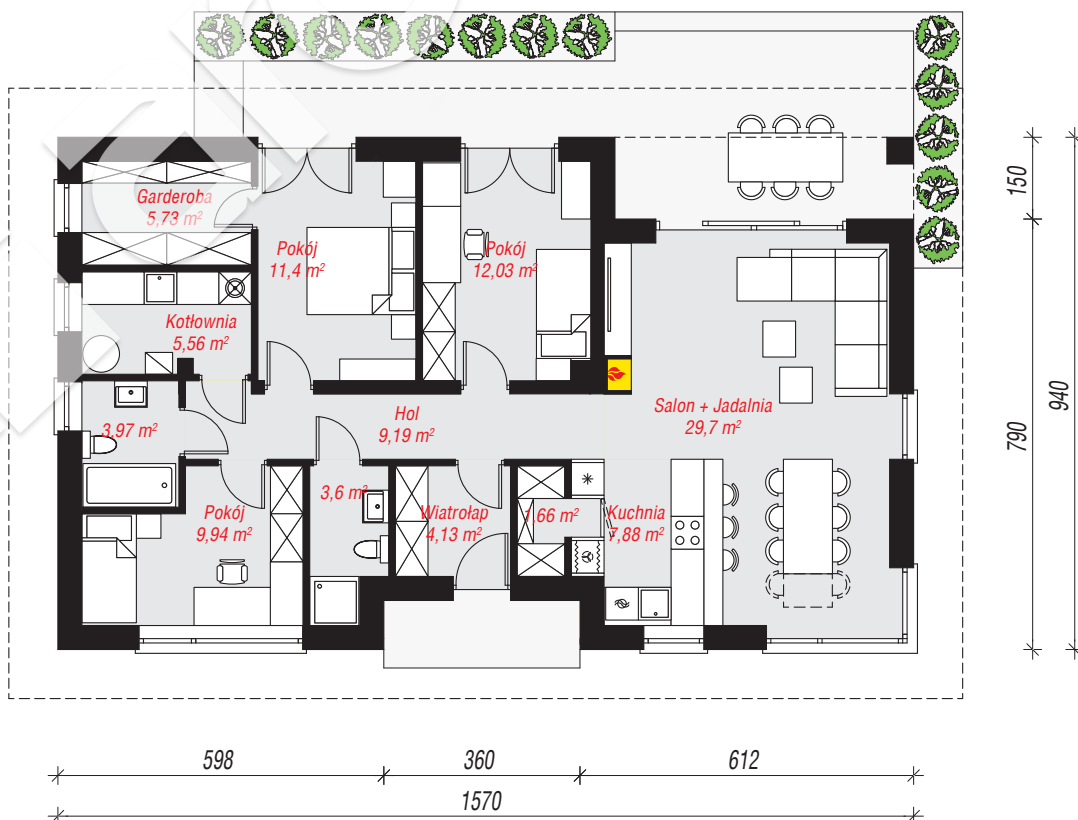 Garderoba
5,73 m²
Pokój
11,4 m²
Pokój
12,03 m²
Kotłownia
5,56 m²
3,97 m²
Hol
9,19 m²
Salon + Jadalnia
29,7 m²
Pokój
9,94 m²
3,6 m²
Wiatrołap
4,13 m²
1,66 m²
Kuchnia
7,88 m²
150
790
940
598
360
612
1570